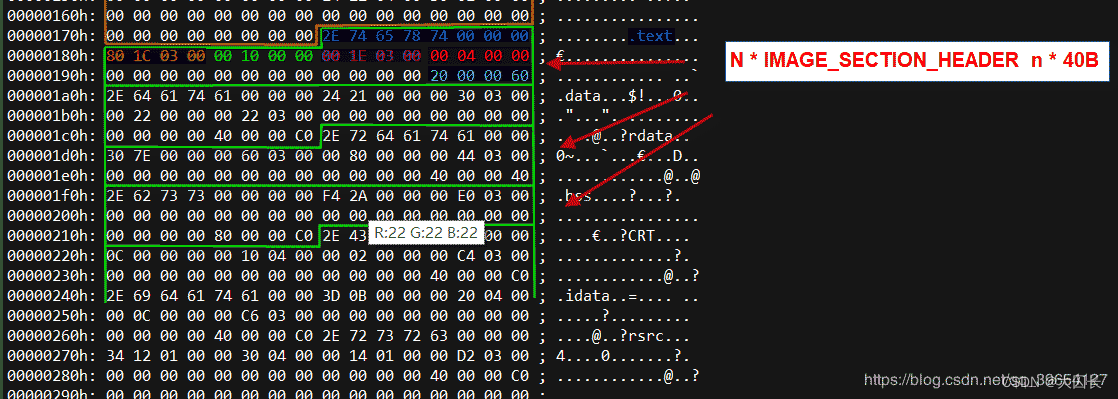 00000160h: 00 00 00 00 00 00 00 00 00 00 00 00 00 00 00 00 ; ................
00000170h: 00 00 00 00 00 00 00 00 2E 74 65 78 74 00 00 00 ; .........text...
00000180h: 80 1C 03 00 00 10 00 00 00 1E 03 00 00 04 00 00 ; €...............
00000190h: 00 00 00 00 00 00 00 00 00 00 00 00 20 00 00 60 ; ............ ..`
000001a0h: 2E 64 61 74 61 00 00 00 24 21 00 00 00 30 03 00 ; .data...$!...0..
000001b0h: 00 22 00 00 00 22 03 00 00 00 00 00 00 00 00 00 ; ."..."..........
000001c0h: 00 00 00 00 40 00 00 C0 2E 72 64 61 74 61 00 00 ; ....@..?rdata..
000001d0h: 30 7E 00 00 00 60 03 00 00 80 00 00 00 44 03 00 ; 0~...`...€...D..
000001e0h: 00 00 00 00 00 00 00 00 00 00 00 00 40 00 00 40 ; ............@..@
000001f0h: 2E 62 73 73 00 00 00 00 F4 2A 00 00 00 E0 03 00 ; .bss....?...?.
00000200h: 00 00 00 00 00 00 00 00 00 00 00 00 00 00 00 00 ; ................
00000210h: 00 00 00 00 80 00 00 C0 2E 43 00 00 ; ....€..?CRT....
00000220h: 0C 00 00 00 00 10 04 00 00 02 00 00 00 C4 03 00 ; .............?.
00000230h: 00 00 00 00 00 00 00 00 00 00 00 00 40 00 00 C0 ; ............@..?
00000240h: 2E 69 64 61 74 61 00 00 3D 0B 00 00 00 20 04 00 ; .idata..=.... ..
00 0C 00 00 00 C6 03 00 00 00 00 00 00 00 00 00 ; .....?.........
00000260h: 00 00 00 00 40 00 00 C0 2E 72 73 72 63 00 00 00 ; ....@..?rsrc...
00000270h: 34 12 01 00 00 30 04 00 00 14 01 00 00 D2 03 00 ; 4....0.......?.
00000280h: 00 00 00 00 00 00 00 00 00 00 00 00 40 00 00 C0 ; ............@..?
N * IMAGE_SECTION_HEADER n * 40B
R:22 G:22 B:22